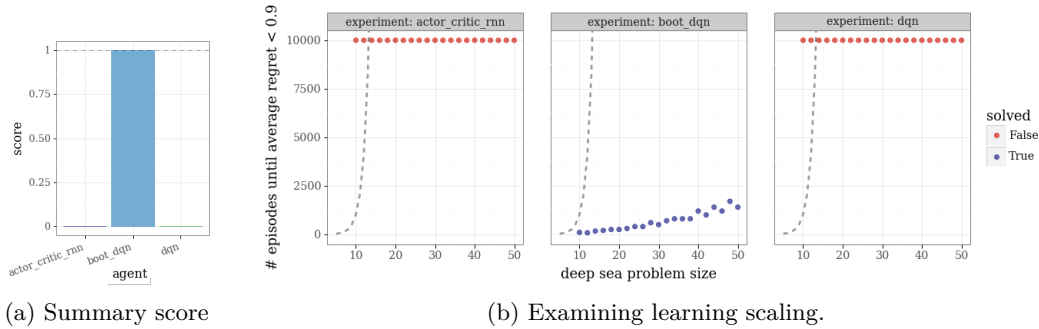 1
0.75
0.50
0.25
0
score
actor_critic_rnn
boot_dqn
dqn
agent
(a) Summary score
# episodes until average regret < 0.9
experiment: actor_critic_rnn
experiment: boot_dqn
experiment: dqn
10000
7500
5000
2500
0
10 20 30 40 50
10 20 30 40 50
10 20 30 40 50
deep sea problem size
solved
False
True
(b) Examining learning scaling.